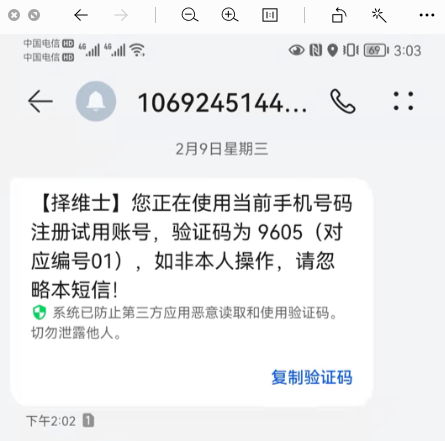 1:1
中国电信 HD 4G 4G 69 3:03
中国电信 HD
1069245144...
2月9日星期三
【择维士】您正在使用当前手机号码
注册试用账号，验证码为 9605（对
应编号01），如非本人操作，请忽
略本短信！
系统已防止第三方应用恶意读取和使用验证码。
切勿泄露他人。
复制验证码
下午2:02 1